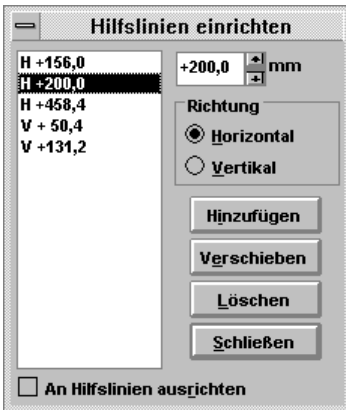 Hilfslinien einrichten
H +156,0
H +200,0
H +458,4
V + 50,4
V +131,2
+200,0 mm
Richtung
Horizontal
Vertikal
Hinzufügen
Verschieben
Löschen
Schließen
An Hilfslinien ausrichten